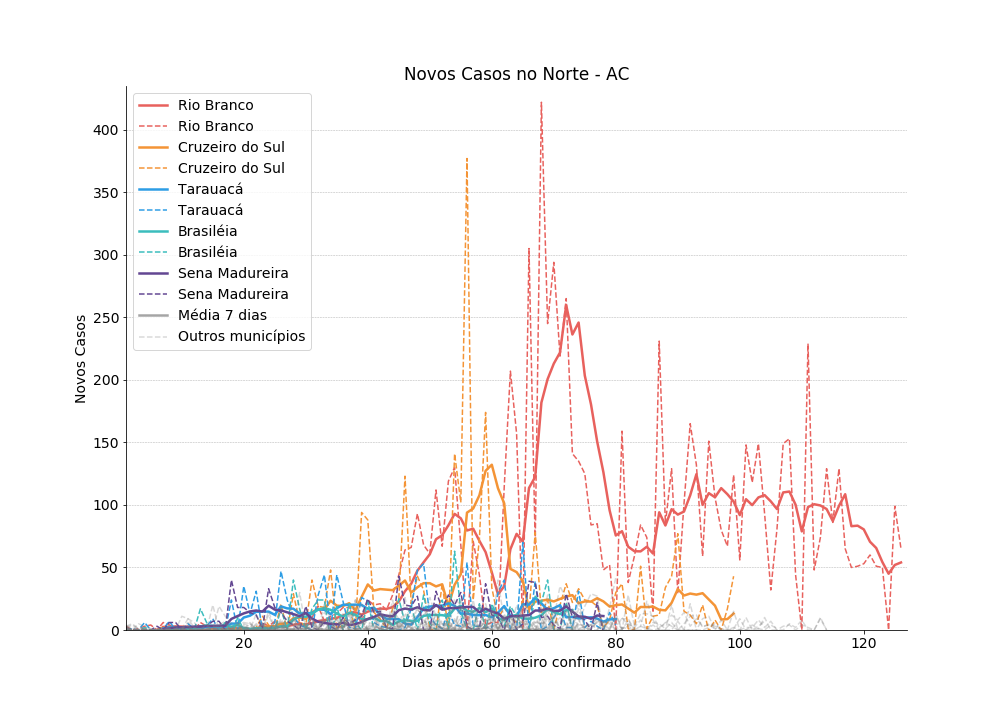 Novos Casos no Norte - AC
Rio Branco
Rio Branco
Cruzeiro do Sul
Cruzeiro do Sul
Tarauacá
Tarauacá
Brasiléia
Brasiléia
Sena Madureira
Sena Madureira
Média 7 dias
Outros municípios
Novos Casos
400
350
300
250
200
150
100
50
0
20 40 60 80 100 120
Dias após o primeiro confirmado